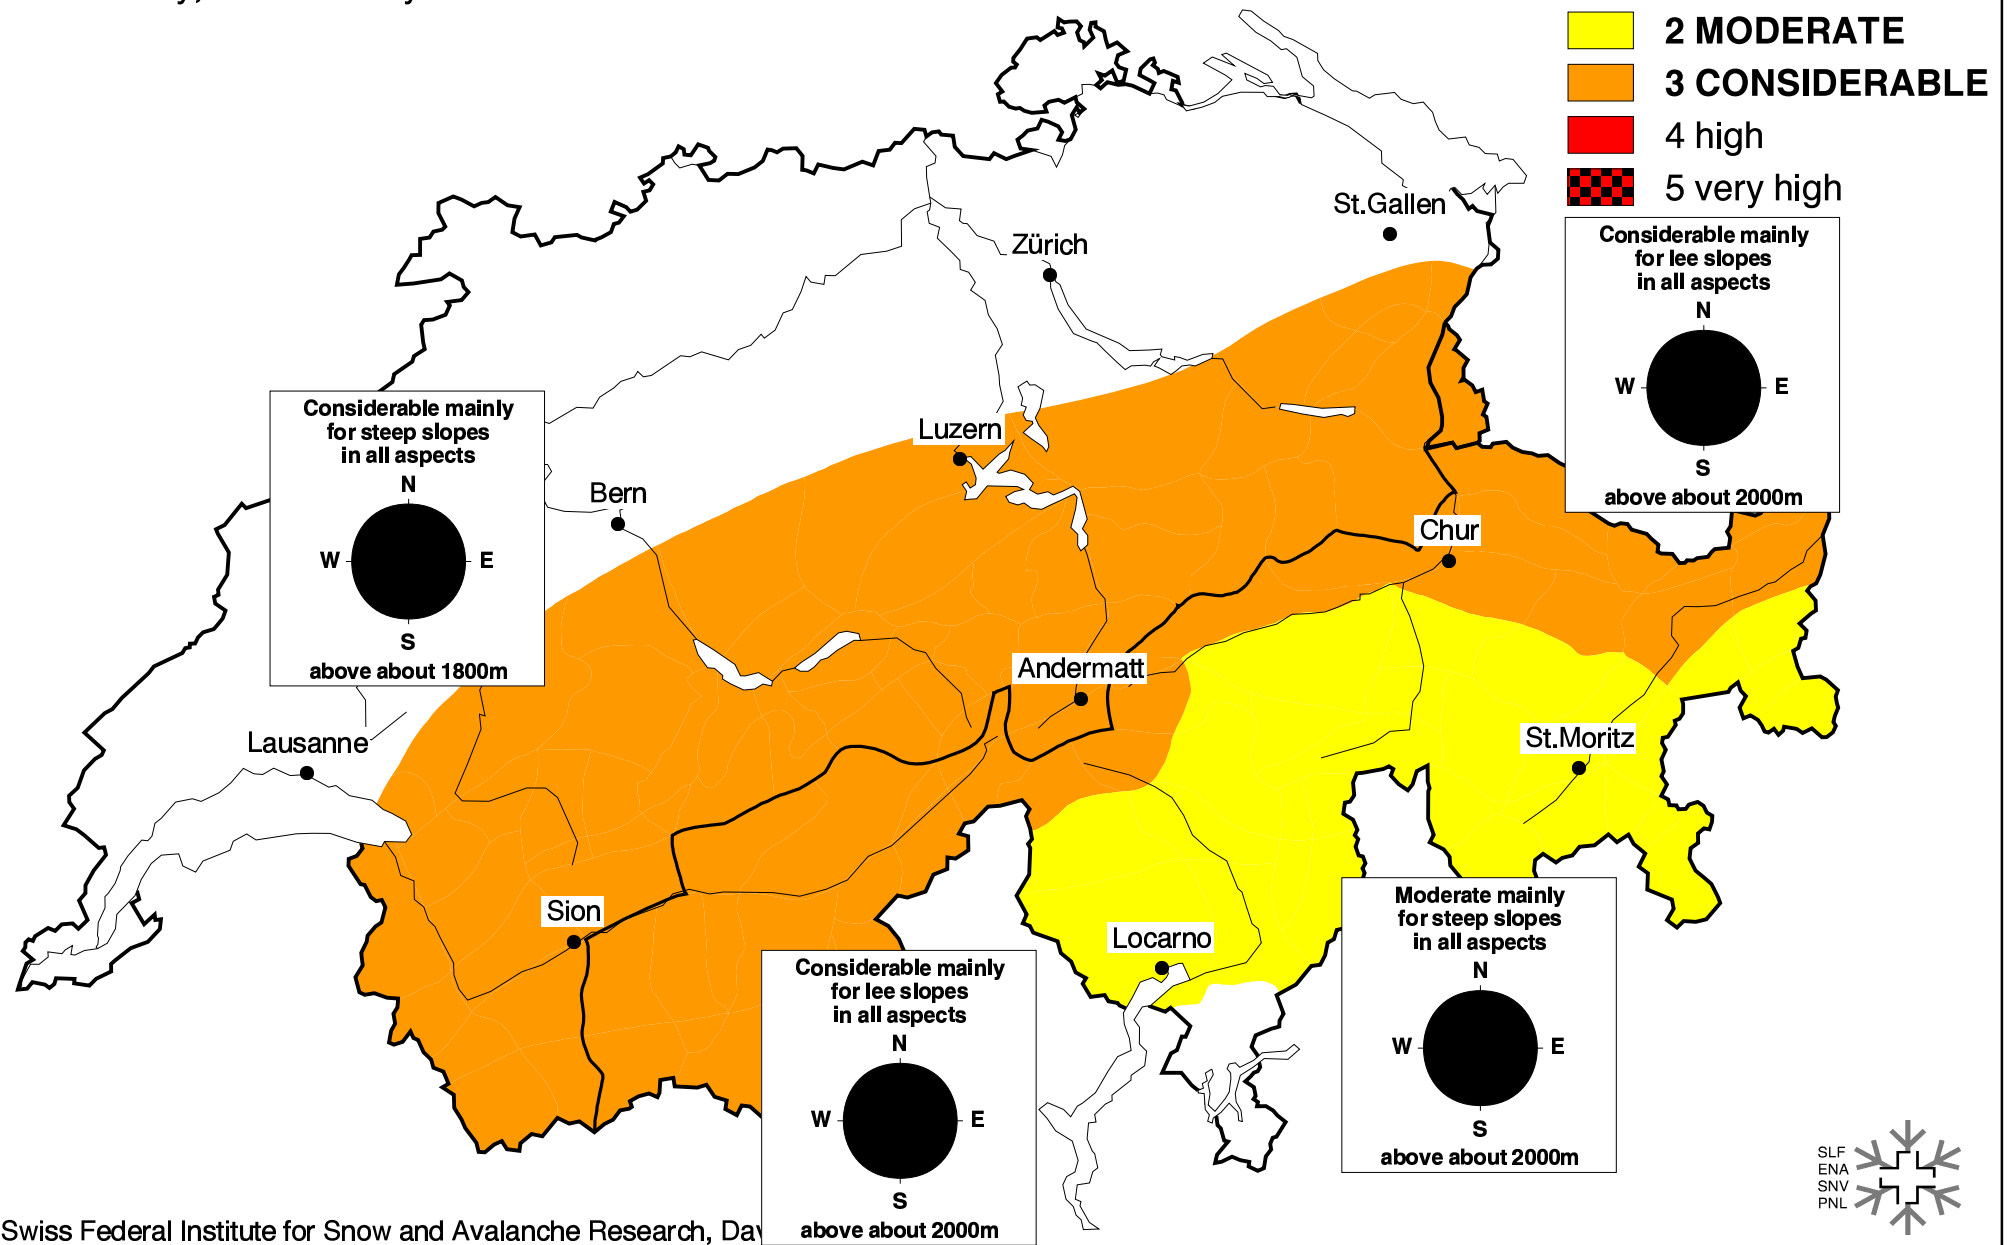 2 MODERATE
3 CONSIDERABLE
4 high
5 very high
St.Gallen
Zürich
Considerable mainly
for lee slopes
in all aspects
N
W E
S
above about 2000m
Considerable mainly
for steep slopes
in all aspects
N
W E
S
above about 1800m
Luzern
Bern
Chur
Andermatt
Lausanne
St.Moritz
Sion
Locarno
Considerable mainly
for lee slopes
in all aspects
N
W E
S
above about 2000m
Moderate mainly
for steep slopes
in all aspects
N
W E
S
above about 2000m
SLF
ENA
SNV
PNL
Swiss Federal Institute for Snow and Avalanche Research,